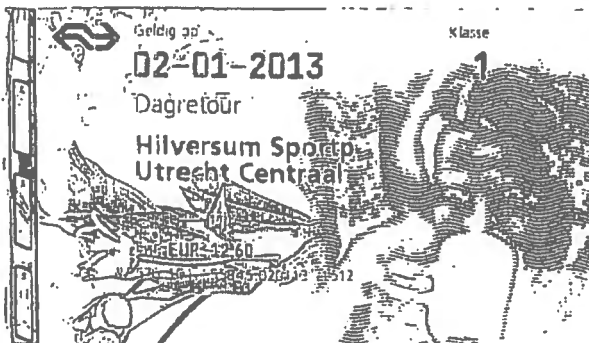 Geldig op
Klasse
02-01-2013
1
Dagretour
Hilversum Sportp
Utrecht Centraal
EUR 12.60